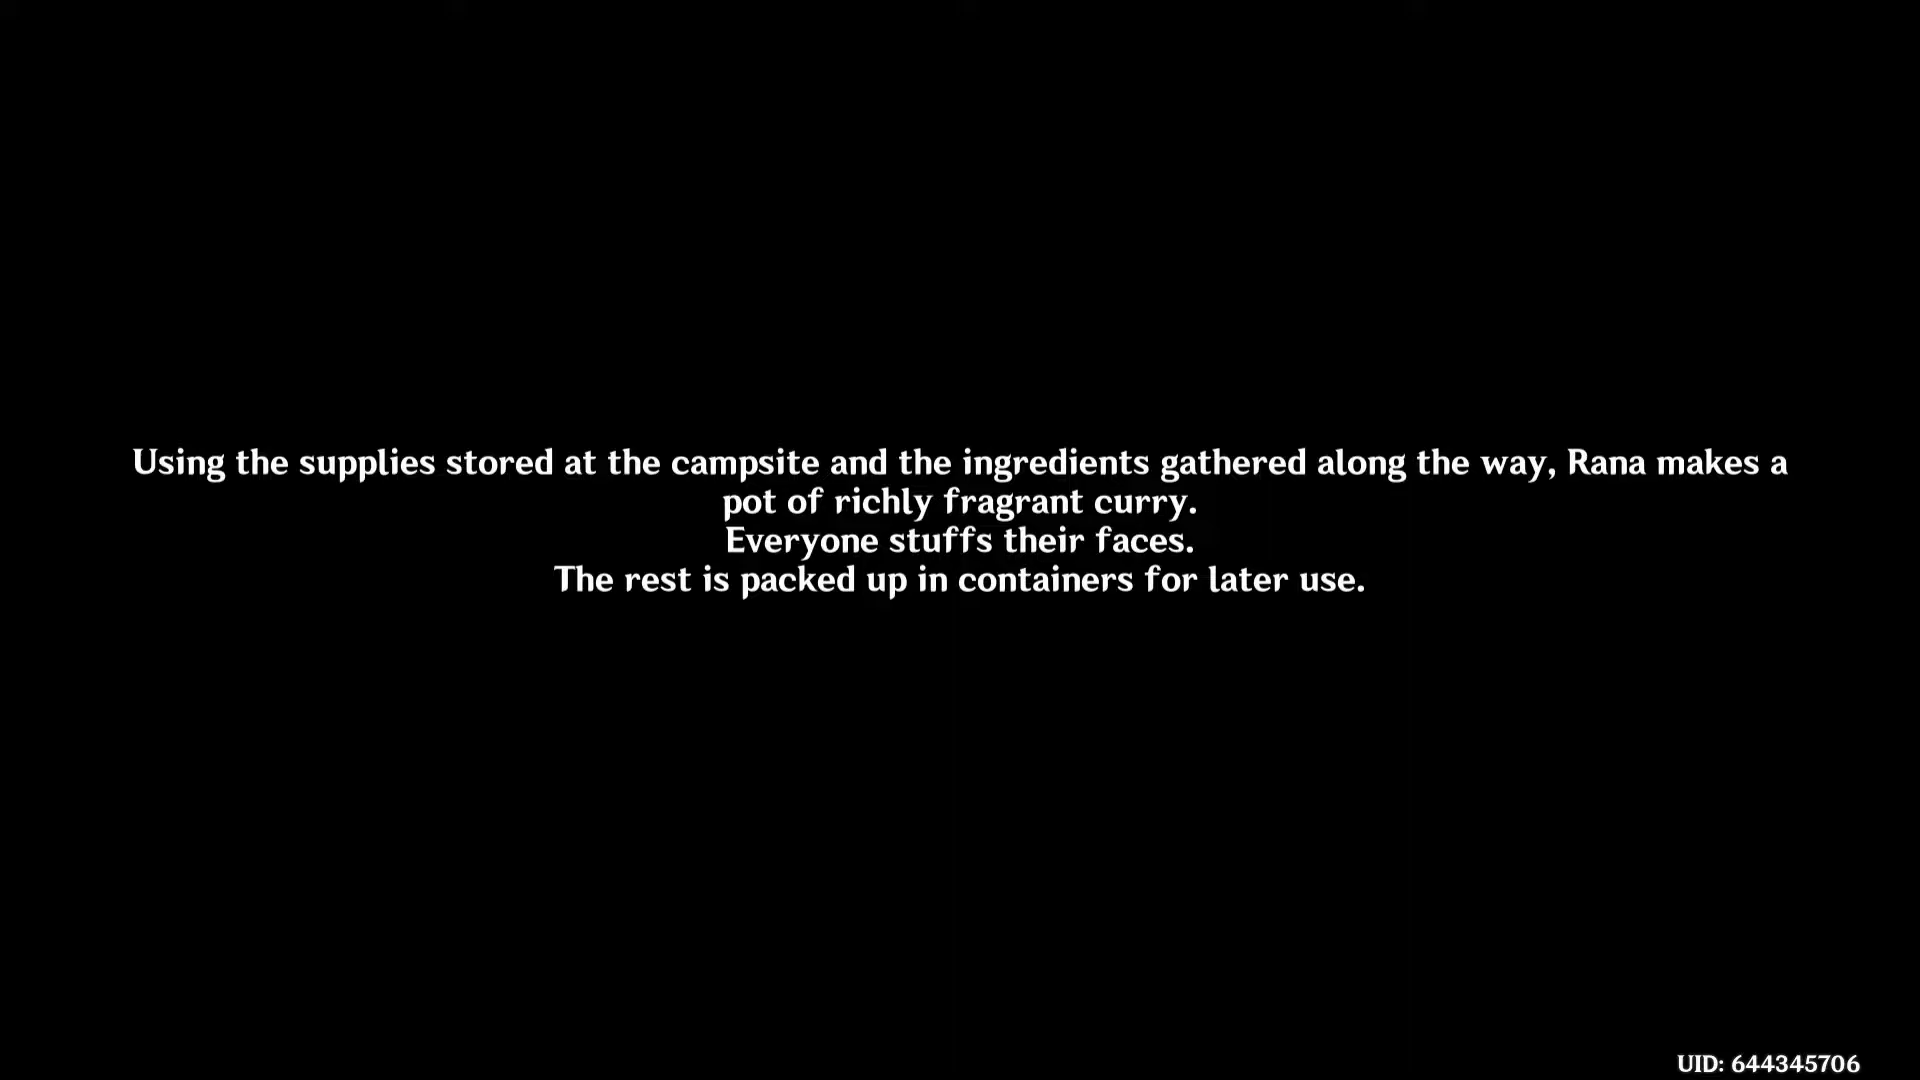 Using the supplies stored at the campsite and the ingredients gathered along the way, Rana makes a
pot of richly fragrant curry.
Everyone stuffs their faces.
The rest is packed up in containers for later use.
UID: 644345706